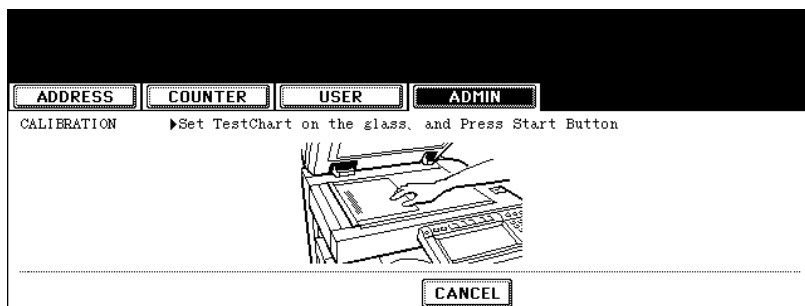 ADDRESS COUNTER USER ADMIN
CALIBRATION ▶Set TestChart on the glass、and Press Start Button
CANCEL